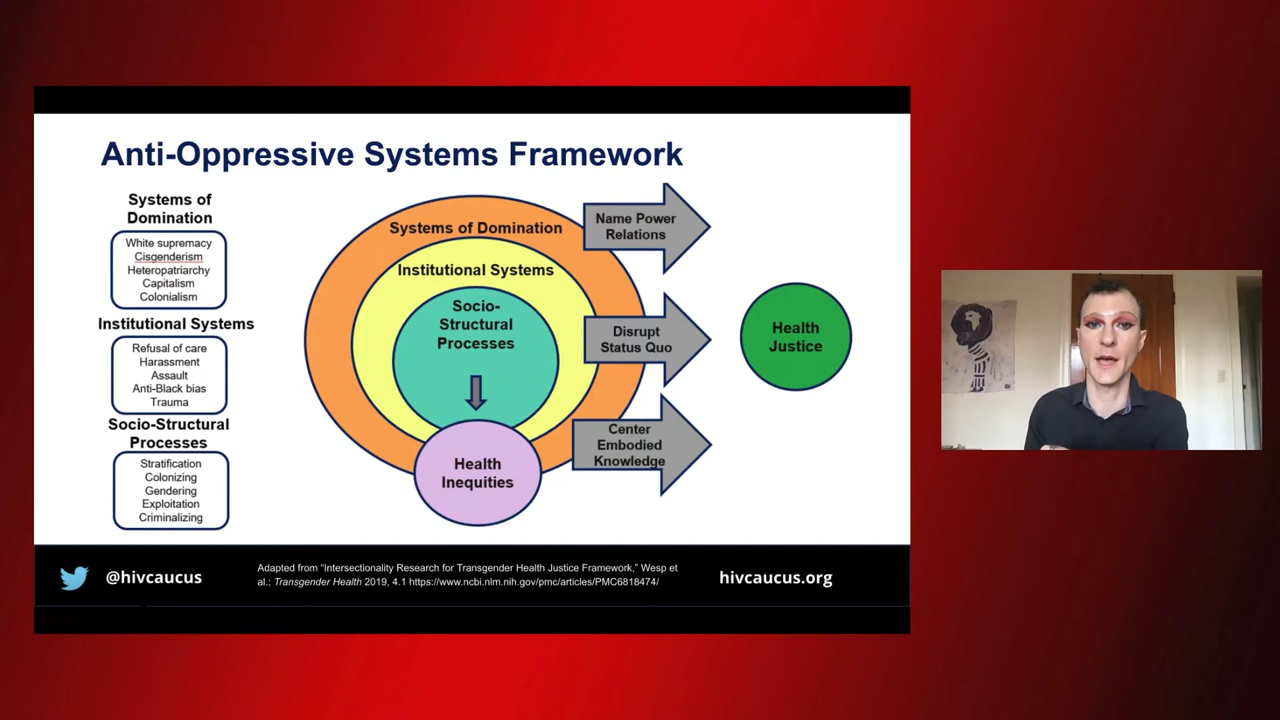 Anti-Oppressive Systems Framework
Systems of
Domination
White supremacy
Cisgenderism
Heteropatriarchy
Capitalism
Colonialism
Institutional Systems
Refusal of care
Harassment
Assault
Anti-Black bias
Trauma
Socio-Structural
Processes
Stratification
Colonizing
Gendering
Exploitation
Criminalizing
Systems of Domination
Institutional Systems
Socio-
Structural
Processes
Health
Inequities
Name Power
Relations
Disrupt
Status Quo
Center
Embodied
Knowledge
Health
Justice
@hivcaucus
Adapted from “Intersectionality Research for Transgender Health Justice Framework,” Wesp et
al.; Transgender Health 2019, 4.1 https://www.ncbi.nlm.nih.gov/pmc/articles/PMC6818474/
hivcaucus.org